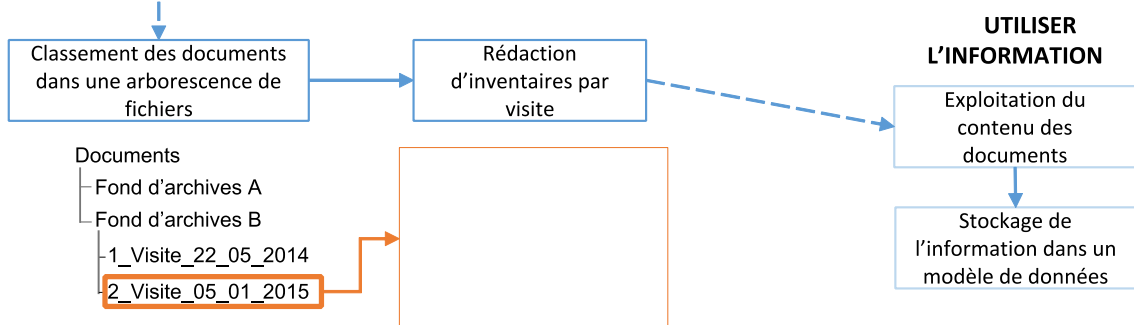 Classement des documents
dans une arborescence de
fichiers
Rédaction
d’inventaires par
visite
UTILISER
L’INFORMATION
Exploitation du
contenu des
documents
Stockage de
l’information dans un
modèle de données
Documents
Fond d’archives A
Fond d’archives B
1_Visite_22_05_2014
2_Visite_05_01_2015